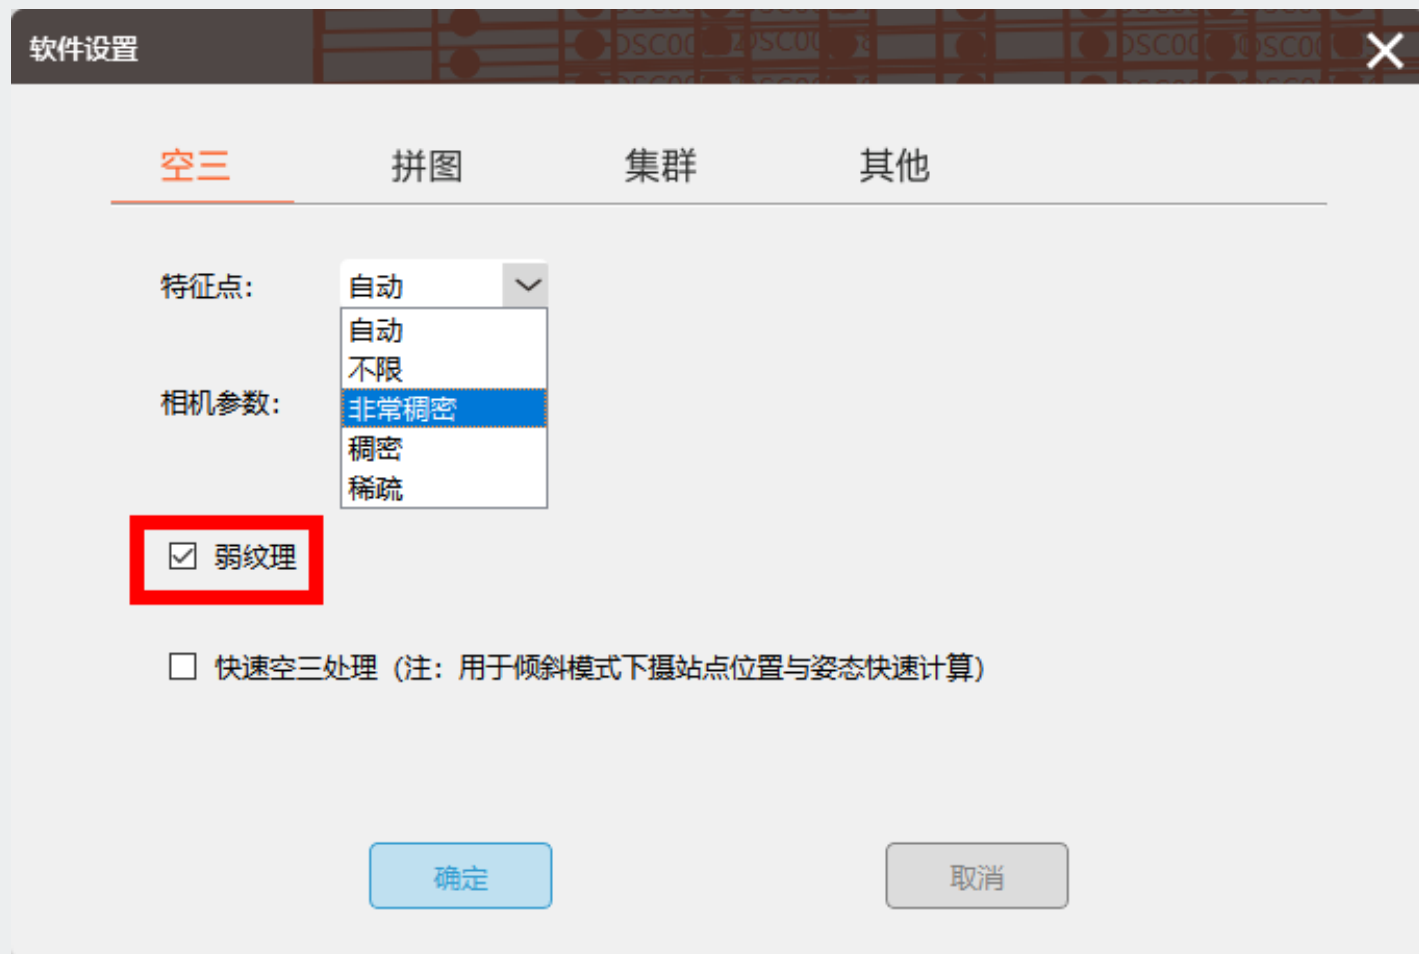 软件设置
空三 拼图 集群 其他
特征点： 自动
自动
不限
相机参数： 非常稠密
稠密
稀疏
弱纹理
快速空三处理（注：用于倾斜模式下摄站点位置与姿态快速计算）
确定 取消